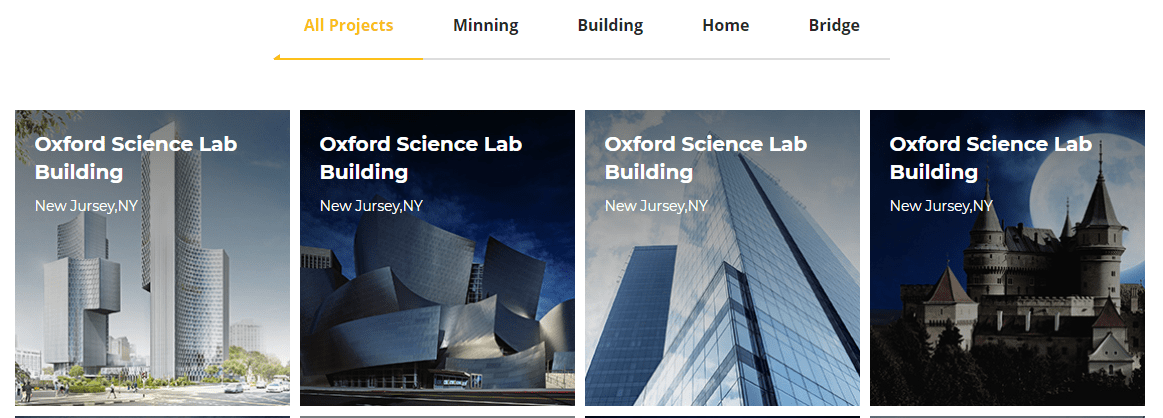 All Projects Minning Building Home Bridge
Oxford Science Lab
Building
New Jursey,NY
Oxford Science Lab
Building
New Jursey,NY
Oxford Science Lab
Building
New Jursey,NY
Oxford Science Lab
Building
New Jursey,NY